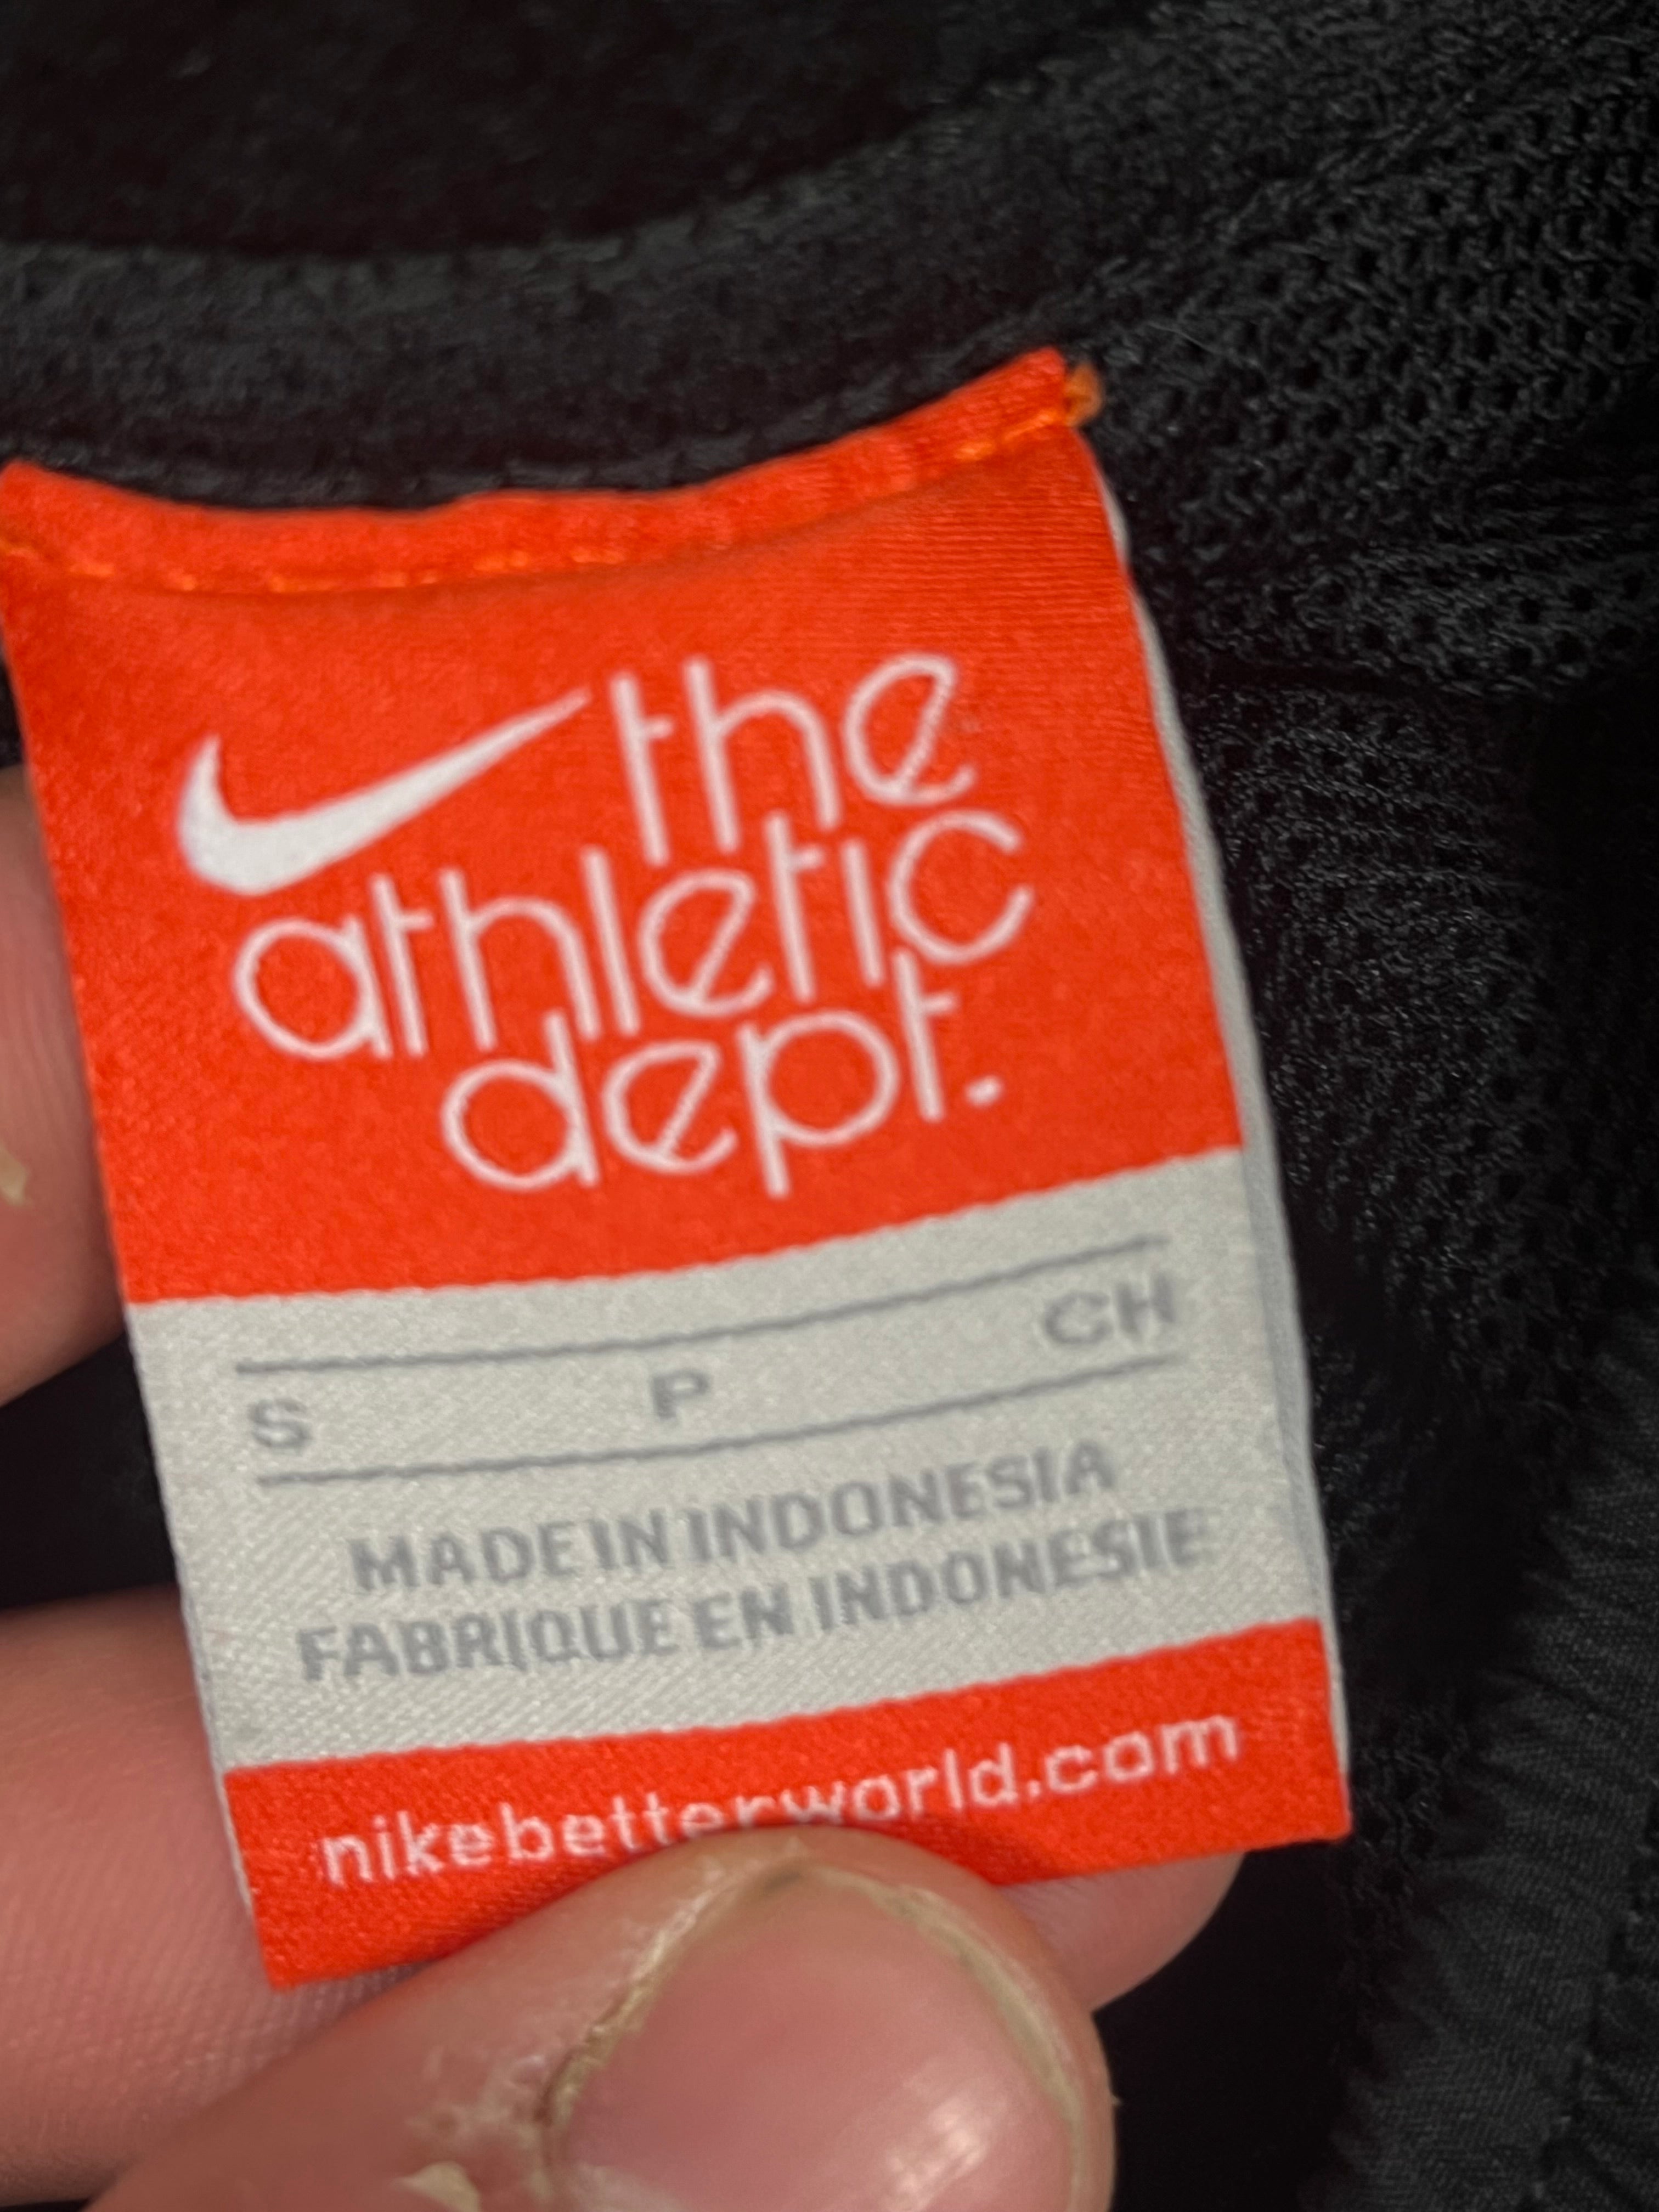 the
athletic
dept.
S P CH
MADE IN INDONESIA
FABRIQUE EN INDONESIE
nikebetterworld.com